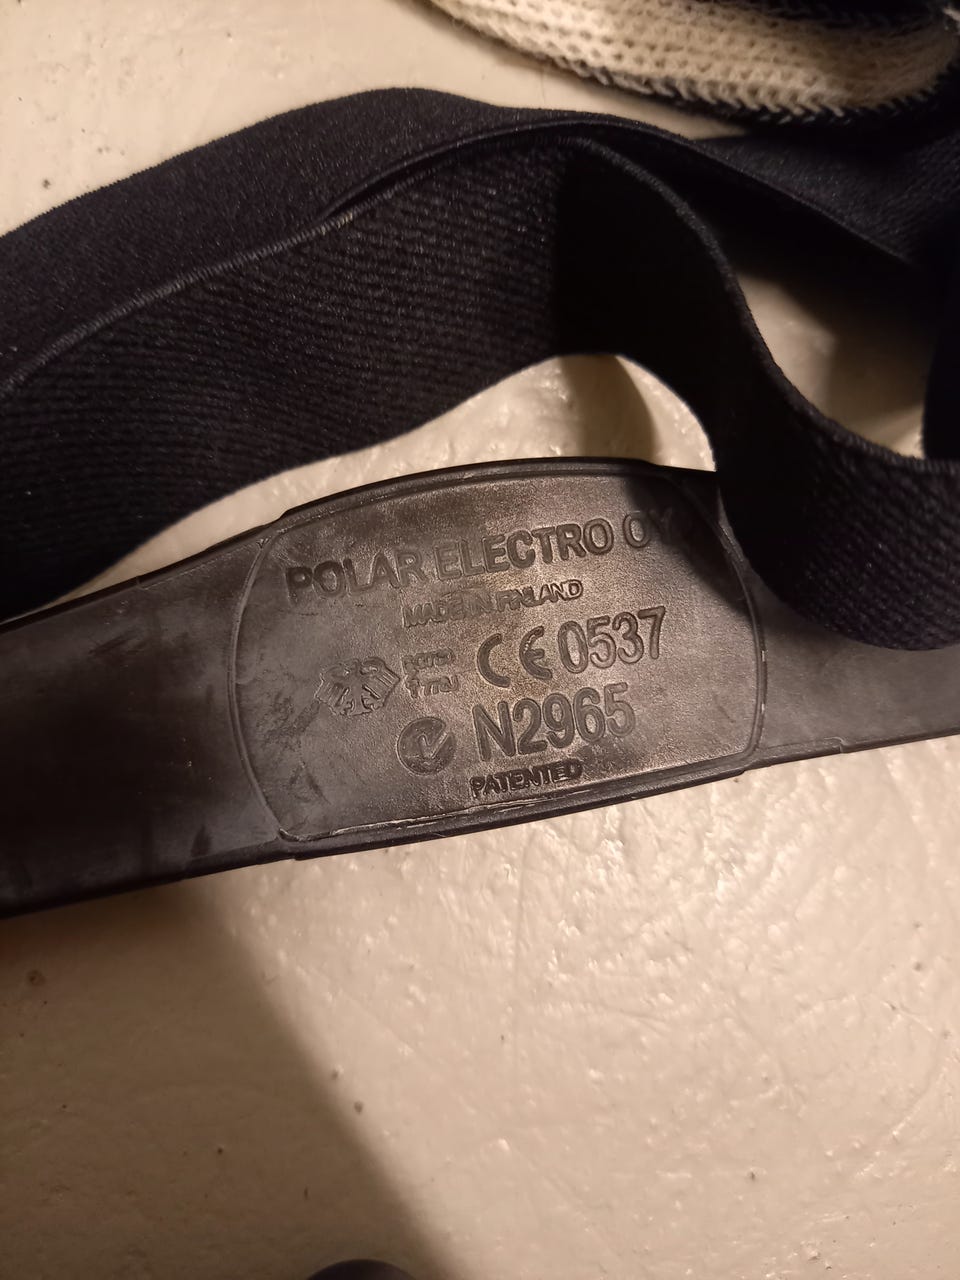 POLAR ELECTRO OY
MADE IN FINLAND
CE 0537
N2965
PATENTED